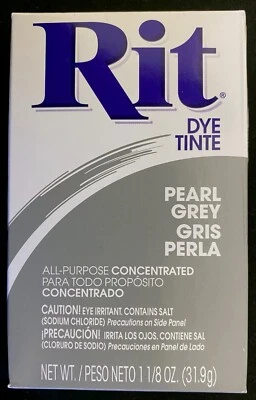 Rit®
DYE
TINTE
PEARL
GREY
GRIS
PERLA
ALL-PURPOSE CONCENTRATED
PARA TODO PROPÓSITO
CONCENTRADO
CAUTION! EYE IRRITANT. CONTAINS SALT
(SODIUM CHLORIDE) Precautions on Side Panel
¡PRECAUCIÓN! IRRITA LOS OJOS. CONTIENE SAL
(CLORURO DE SODIO) Precauciones en Panel de Lado
NET WT. / PESO NETO 1 1/8 OZ. (31.9g)